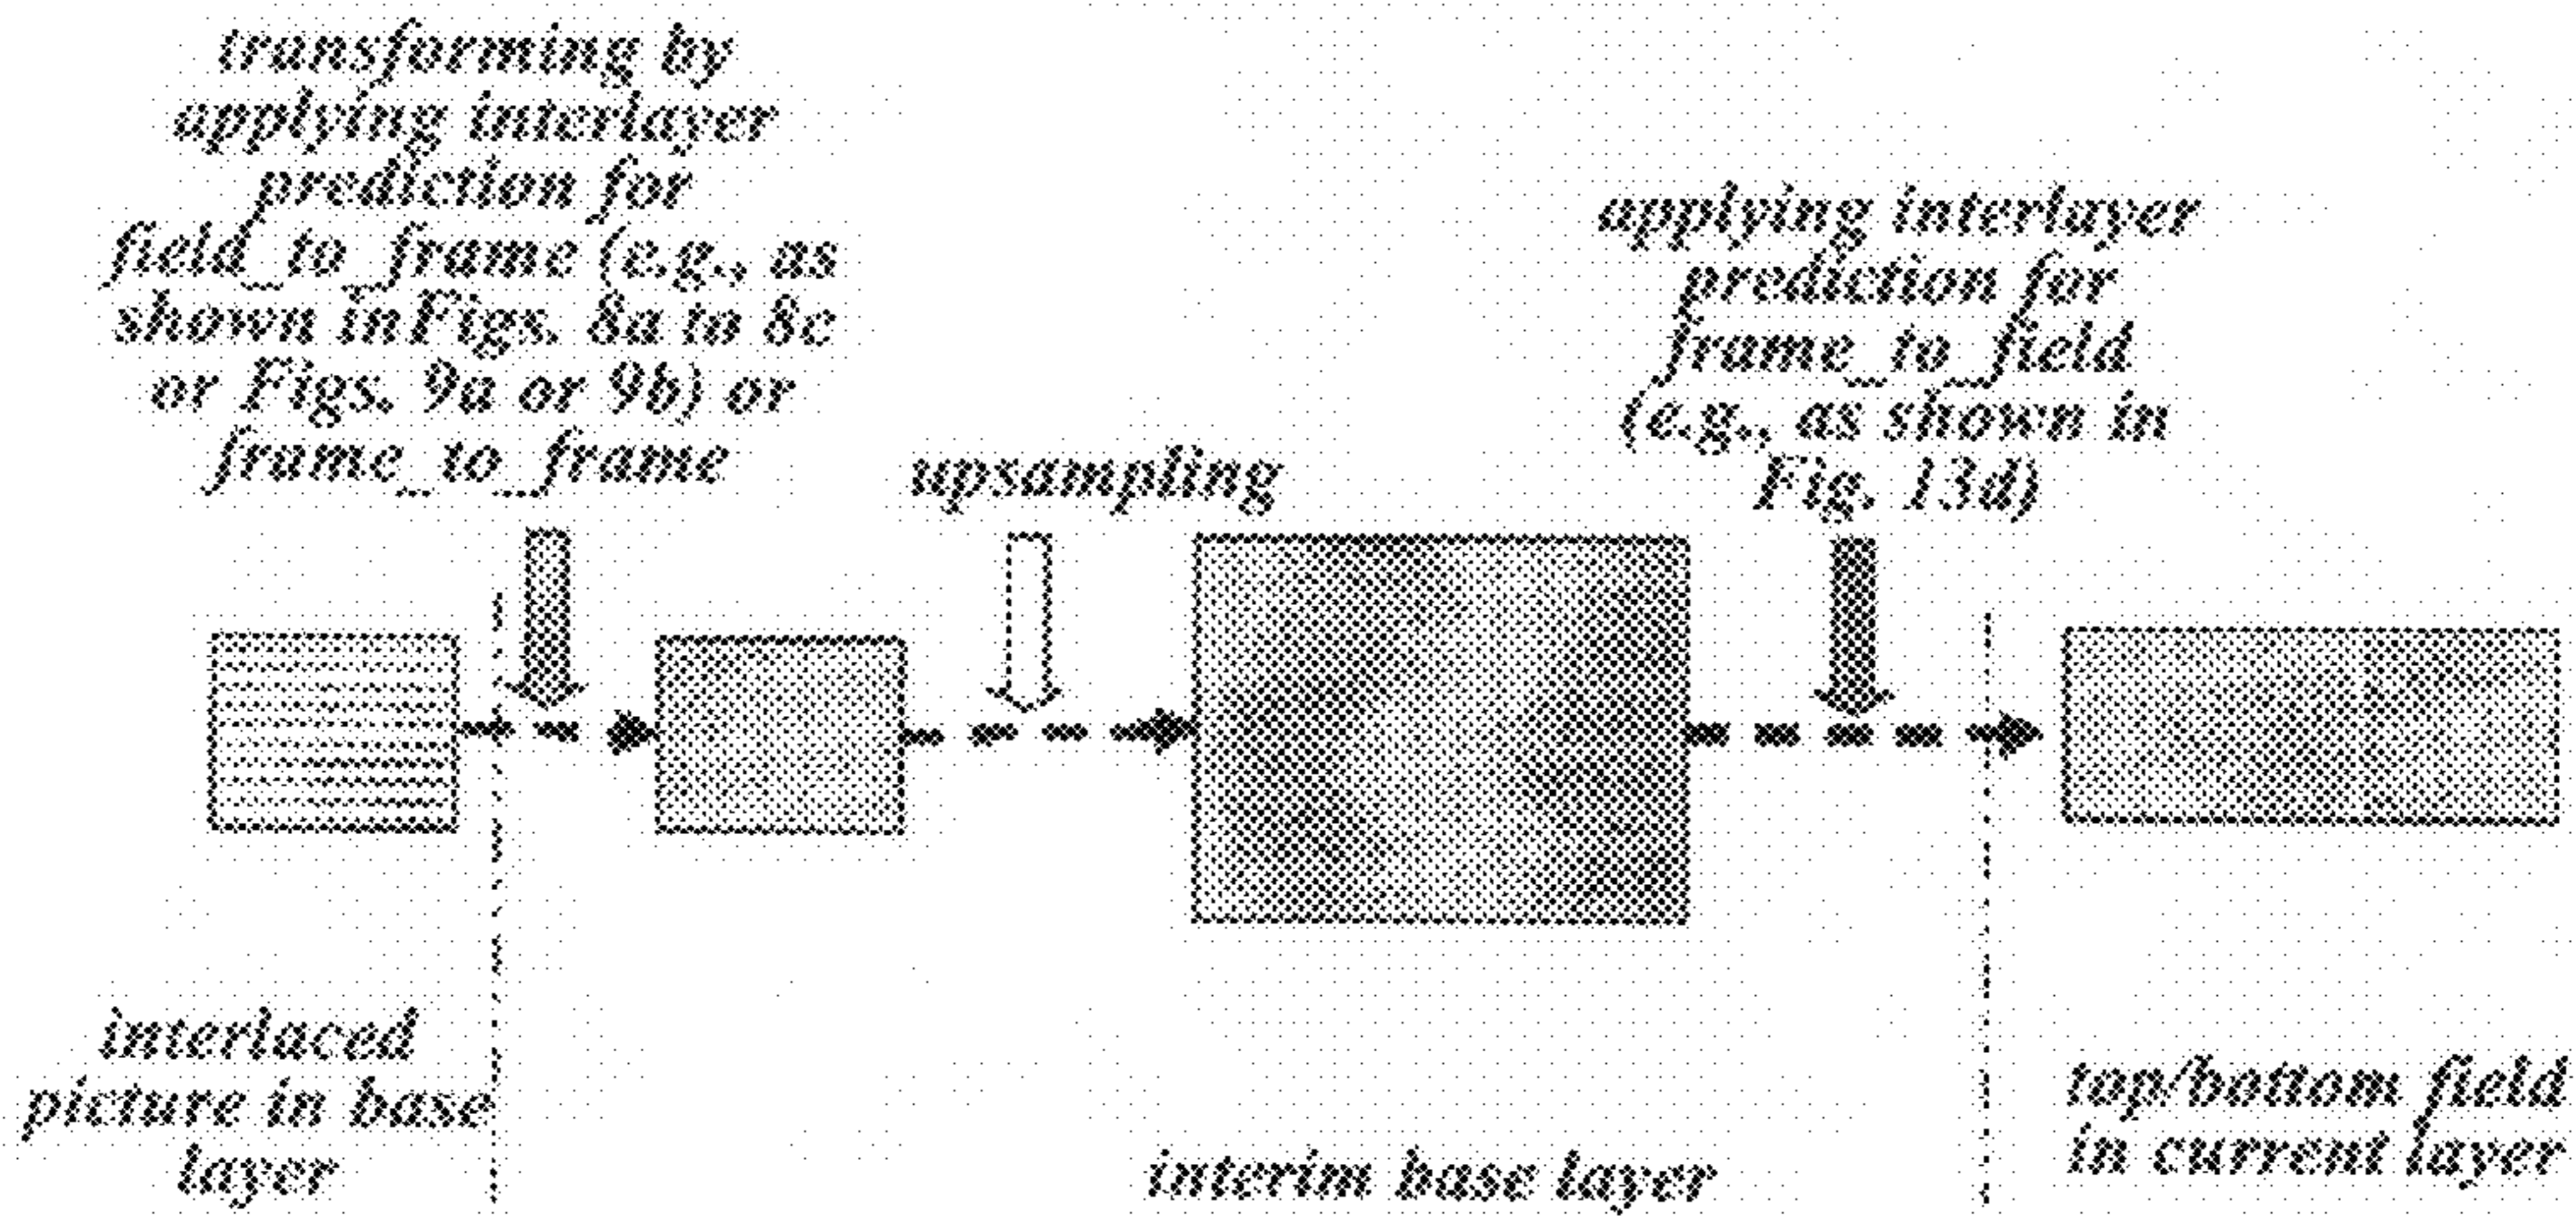 transforming by
applying interlayer
prediction for
field_to_frame (e.g., as
shown inFigs. 8a to 8c
or Figs. 9a or 9b) or
frame_to_frame
upsampling
applying interlayer
prediction for
frame_to_field
(e.g., as shown in
Fig. 13d)
interlaced
picture in base
layer
interim base layer
top/bottom field
in current layer